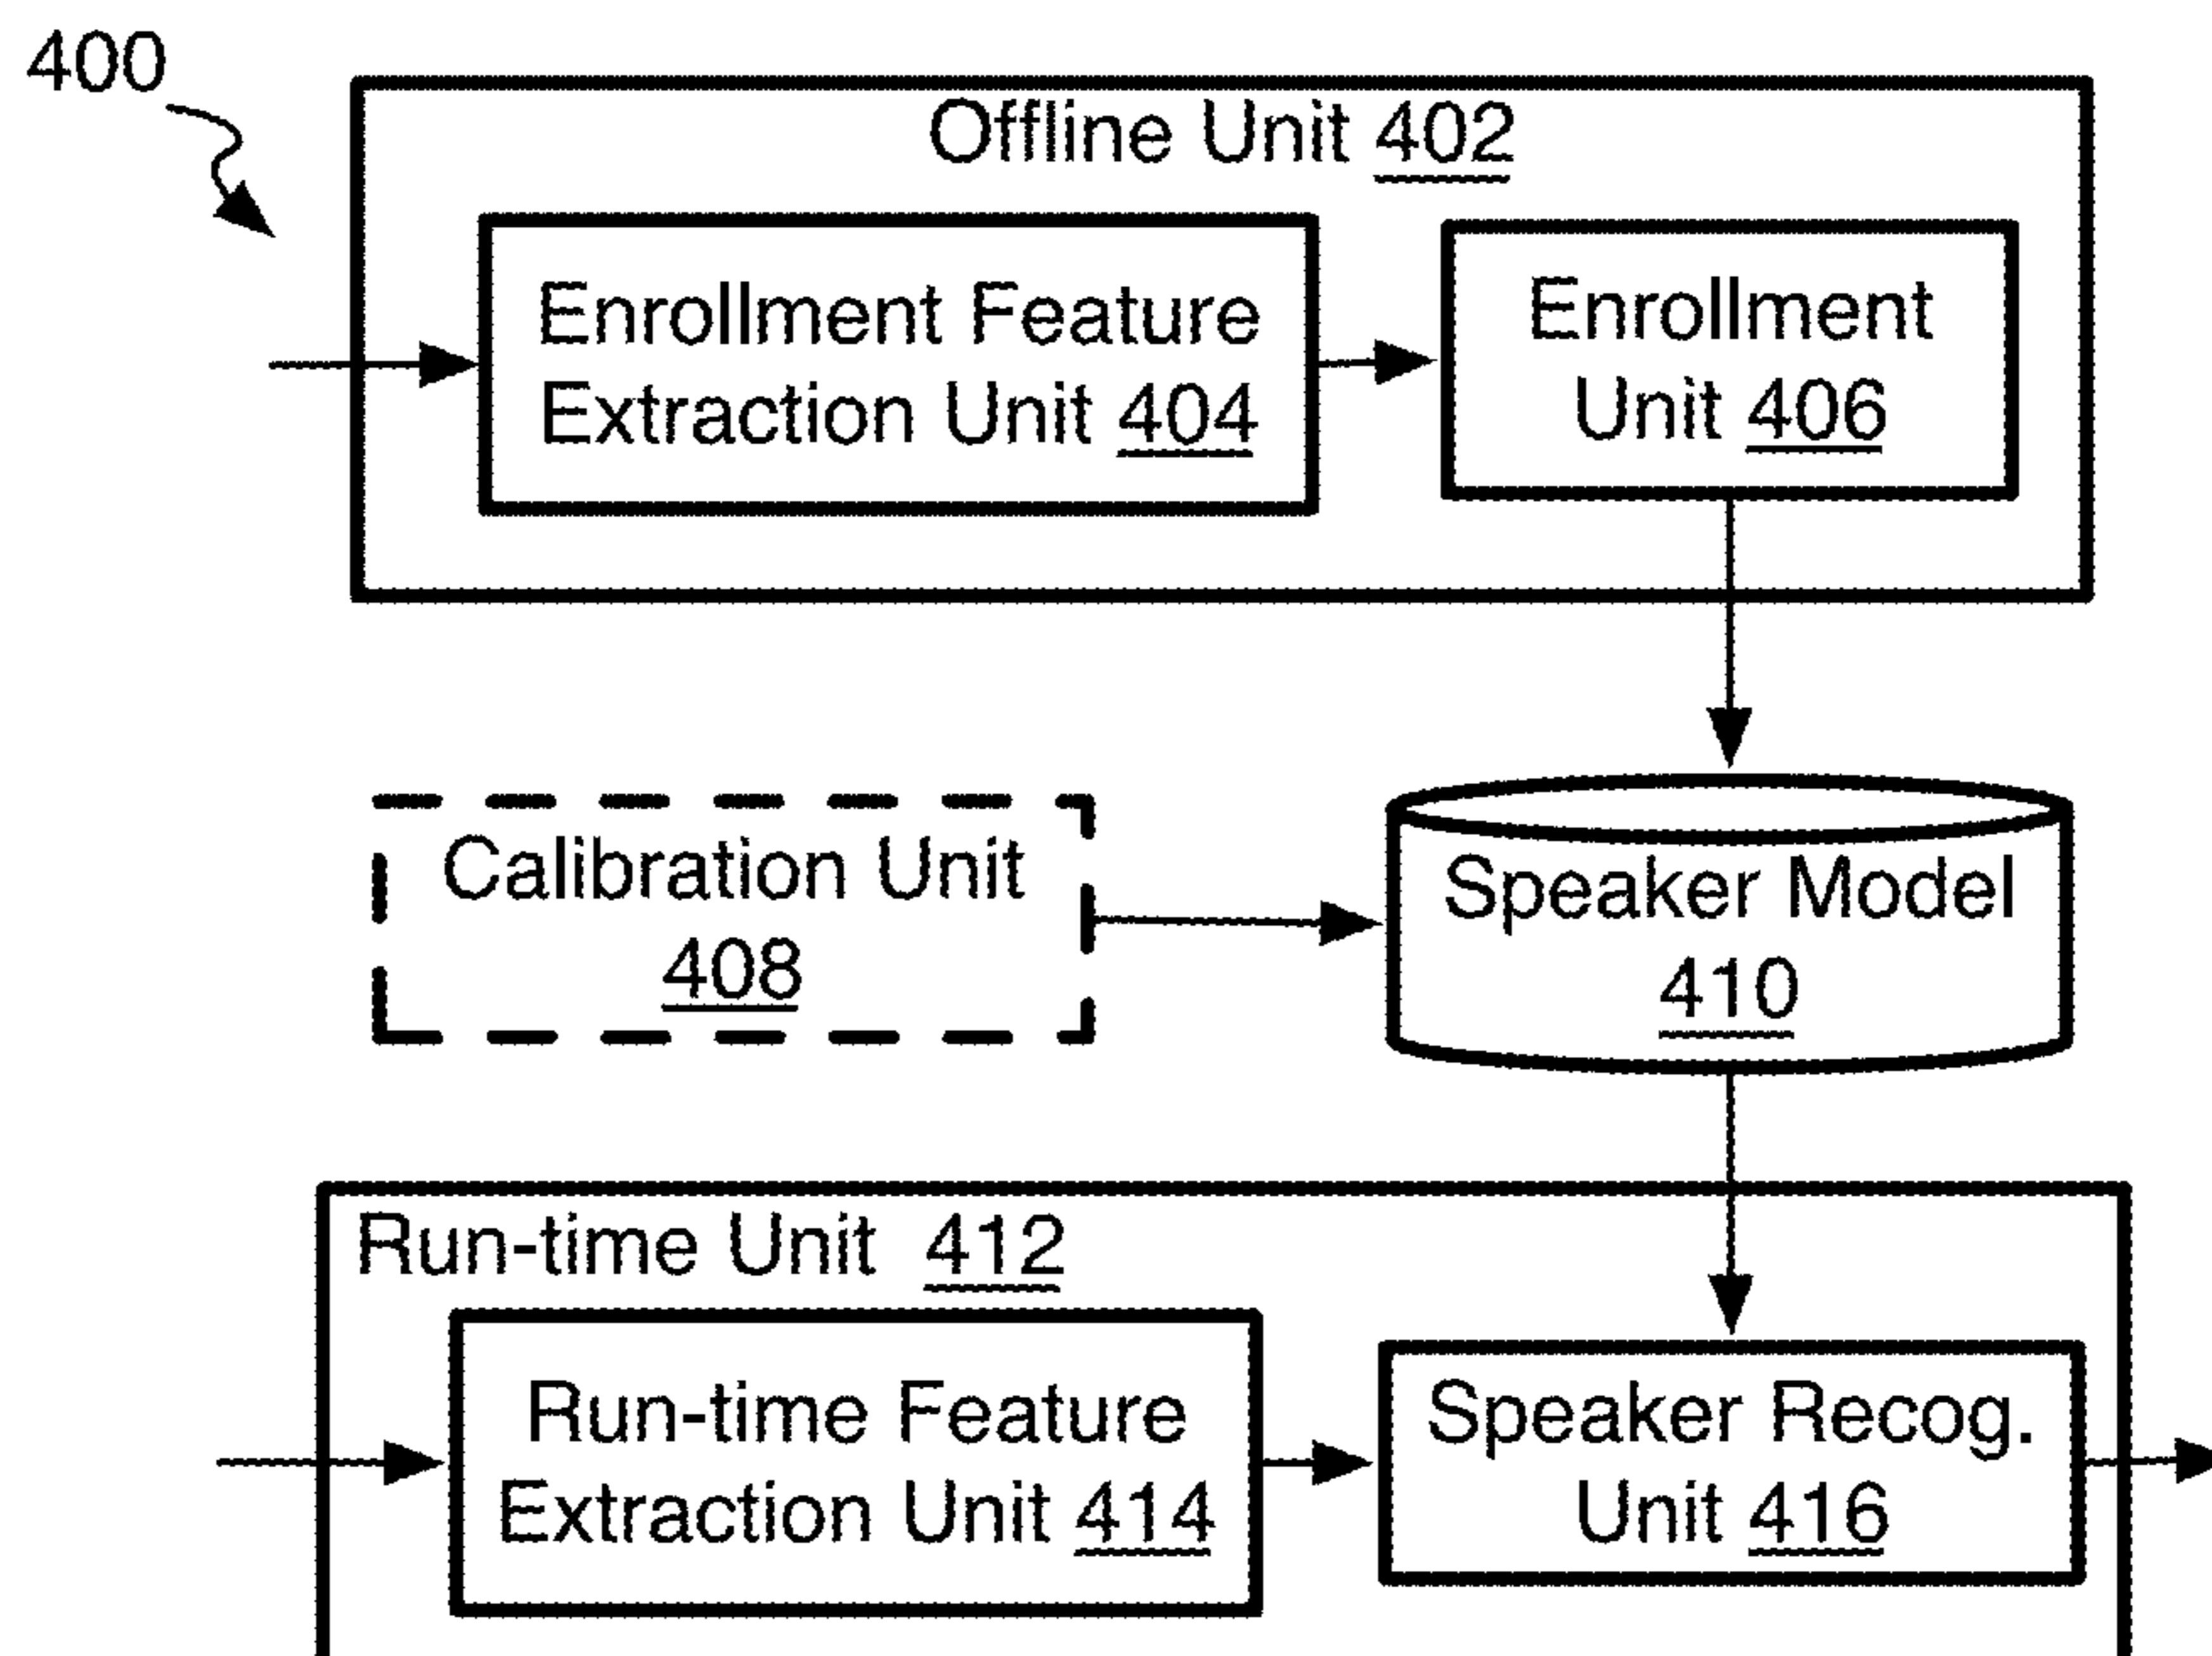 400
Offline Unit 402
Enrollment Feature
Extraction Unit 404
Enrollment
Unit 406
Calibration Unit
408
Speaker Model
410
Run-time Unit 412
Run-time Feature
Extraction Unit 414
Speaker Recog.
Unit 416